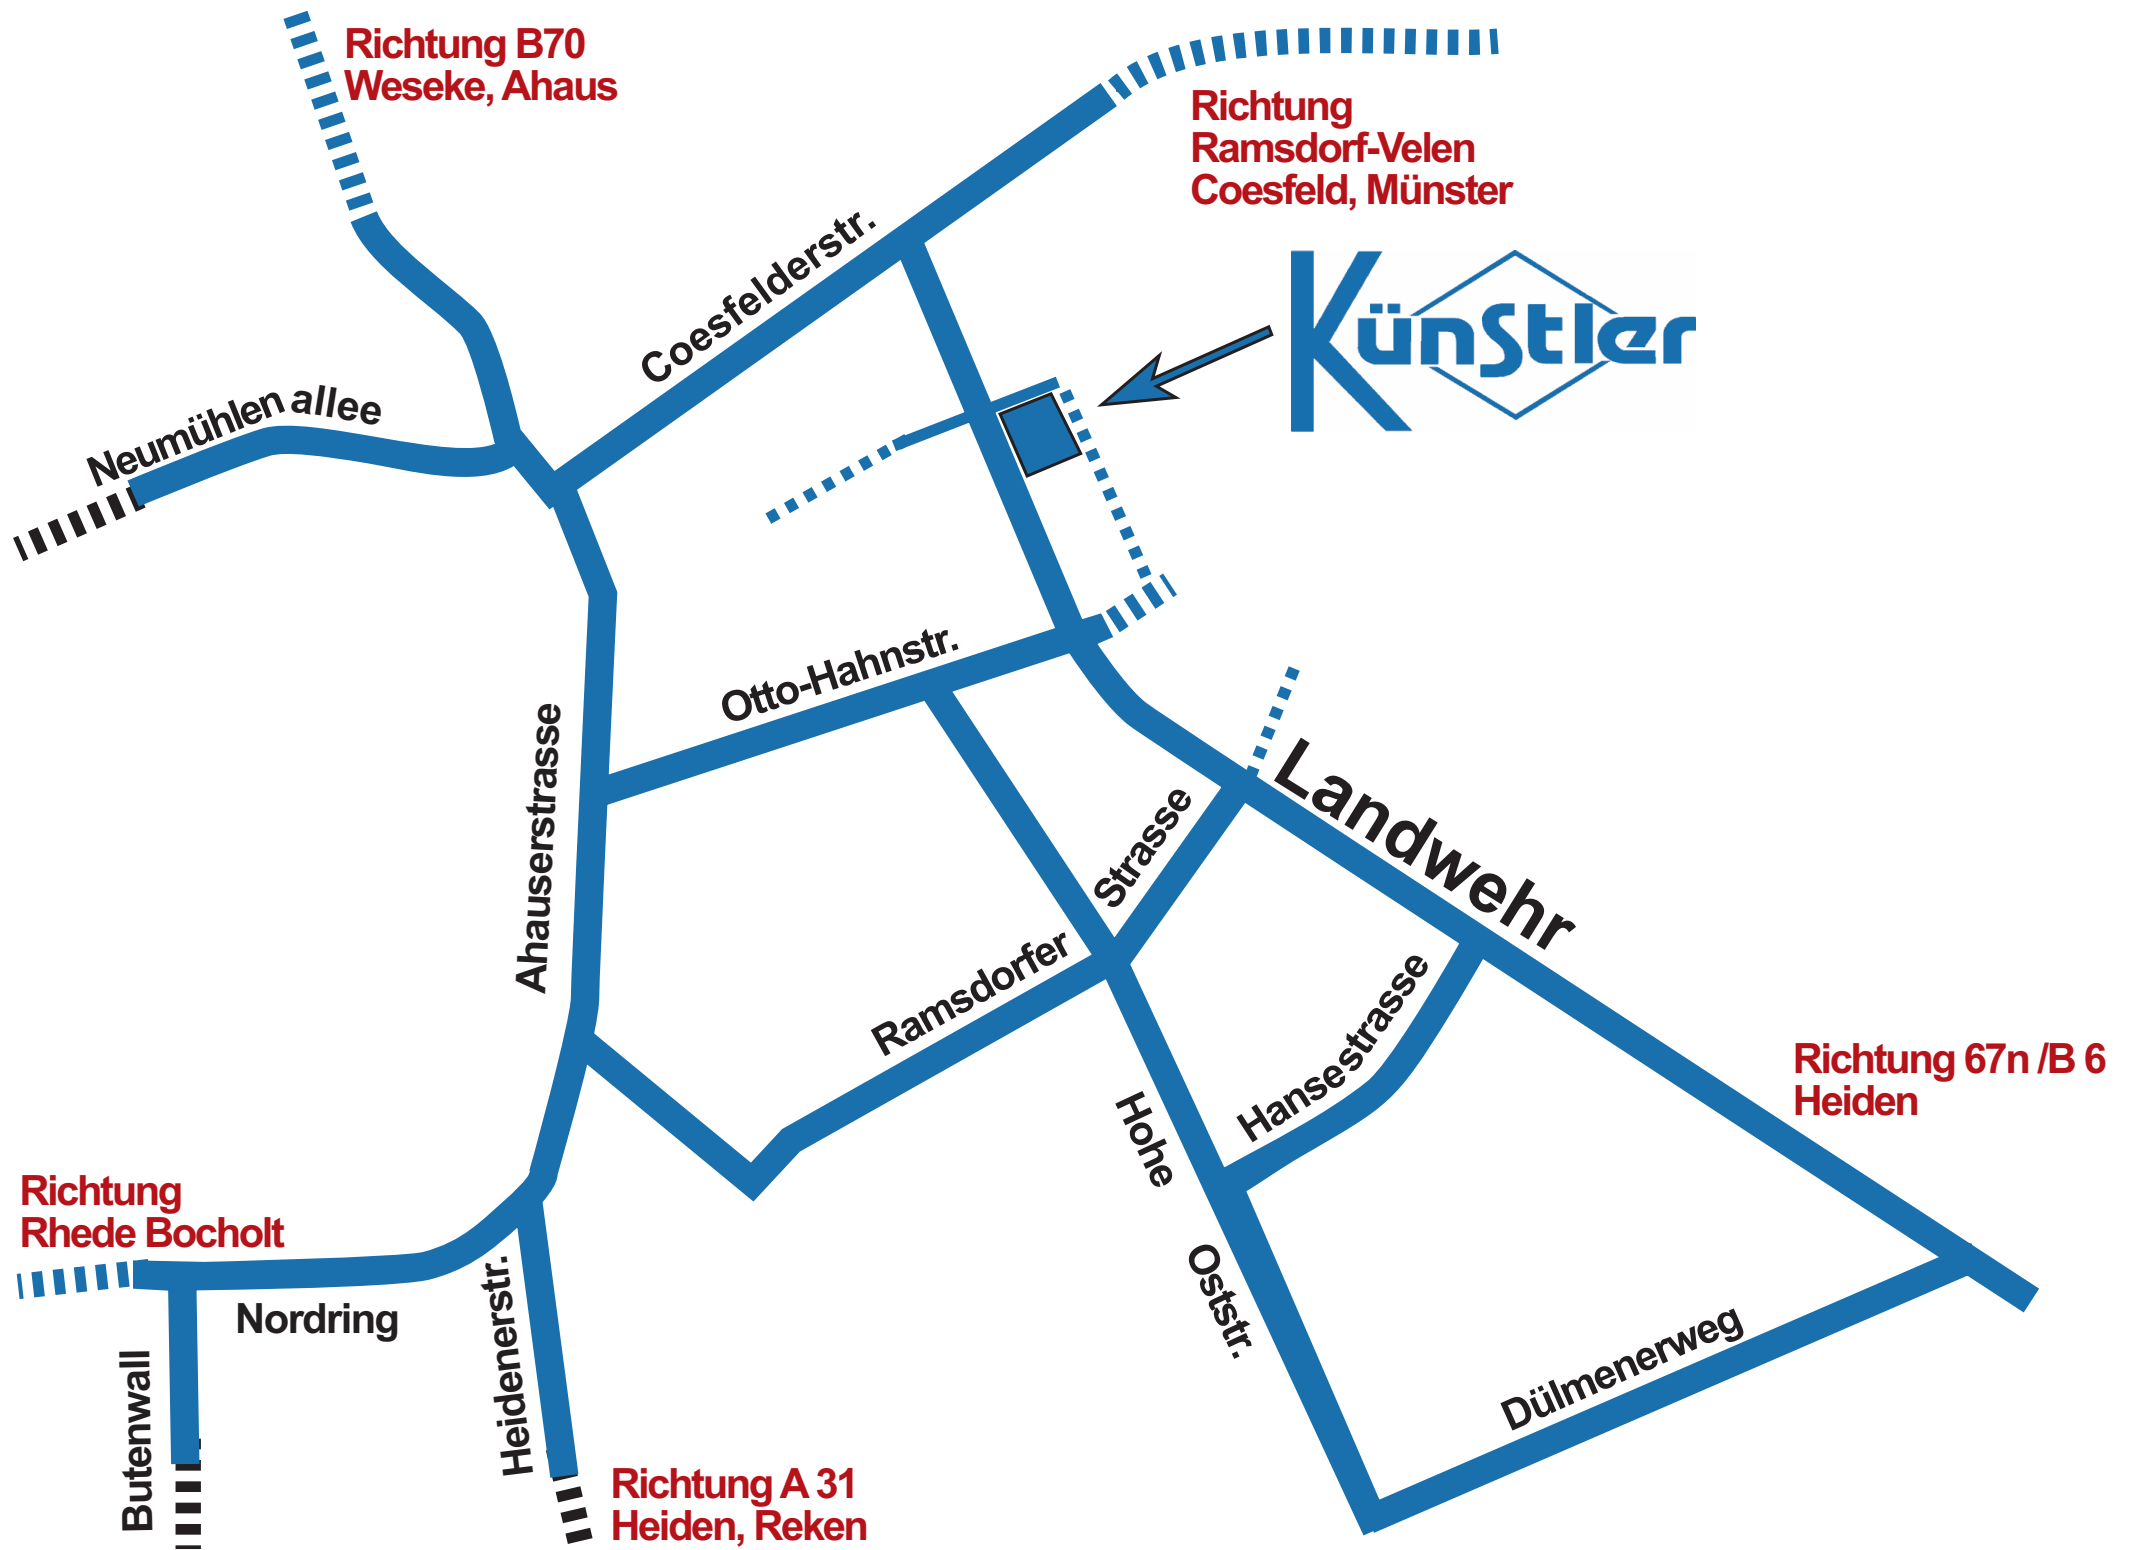 Richtung B70
Weseke, Ahaus
Richtung
Ramsdorf-Velen
Coesfeld, Münster
Künstler
Coesfelderstr.
Neumühlen allee
Otto-Hahnstr.
Ahauserstrasse
Landwehr
Ramsdorfer Strasse
Hansestrasse
Richtung 67n /B 6
Heiden
Hohe Oststr.
Richtung
Rhede Bocholt
Nordring
Heidenerstr.
Butenwall
Dülmenerweg
Richtung A 31
Heiden, Reken